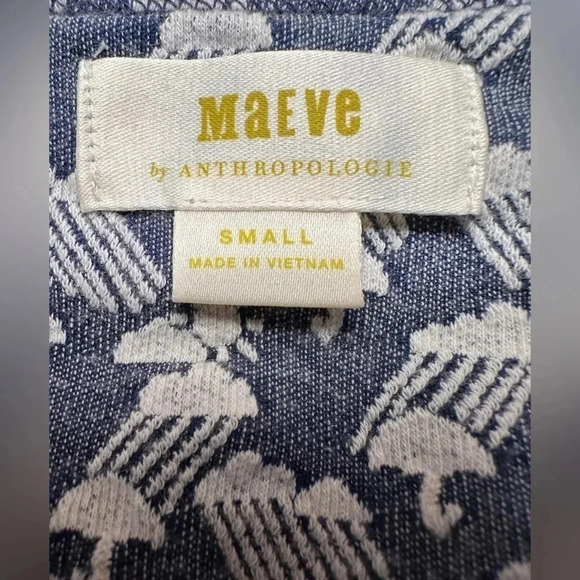 MaEVe
by ANTHROPOLOGIE
SMALL
MADE IN VIETNAM